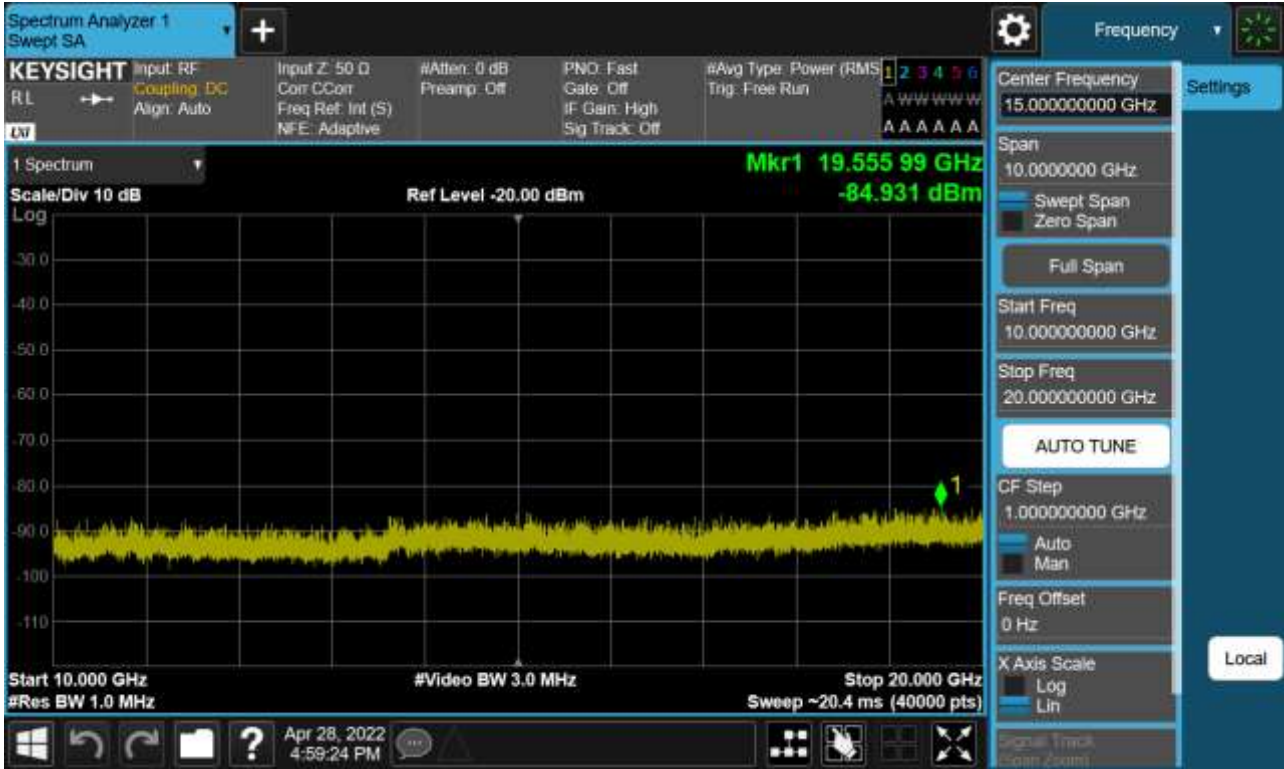 Spectrum Analyzer 1
Swept SA
Frequency
KEYSIGHT
RL
LXI
Input: RF
Coupling: DC
Align: Auto
Input Z: 50 Ω
Corr CCorr
Freq Ref: Int (S)
NFE: Adaptive
#Atten: 0 dB
Preamp: Off
PNO: Fast
Gate: Off
IF Gain: High
Sig Track: Off
#Avg Type: Power (RMS
Trig: Free Run
1 2 3 4 5 6
A W W W W W
A A A A A A
1 Spectrum
Scale/Div 10 dB
Ref Level -20.00 dBm
Mkr1 19.555 99 GHz
-84.931 dBm
Log
-30.0
-40.0
-50.0
-60.0
-70.0
-80.0
-90.0
-100
-110
1
Start 10.000 GHz
#Video BW 3.0 MHz
Stop 20.000 GHz
#Res BW 1.0 MHz
Sweep ~20.4 ms (40000 pts)
Apr 28, 2022
4:59:24 PM
Center Frequency
15.000000000 GHz
Settings
Span
10.0000000 GHz
Swept Span
Zero Span
Full Span
Start Freq
10.000000000 GHz
Stop Freq
20.000000000 GHz
AUTO TUNE
CF Step
1.000000000 GHz
Auto
Man
Freq Offset
0 Hz
X Axis Scale
Log
Lin
Local
Signal Track
(Span Zoom)